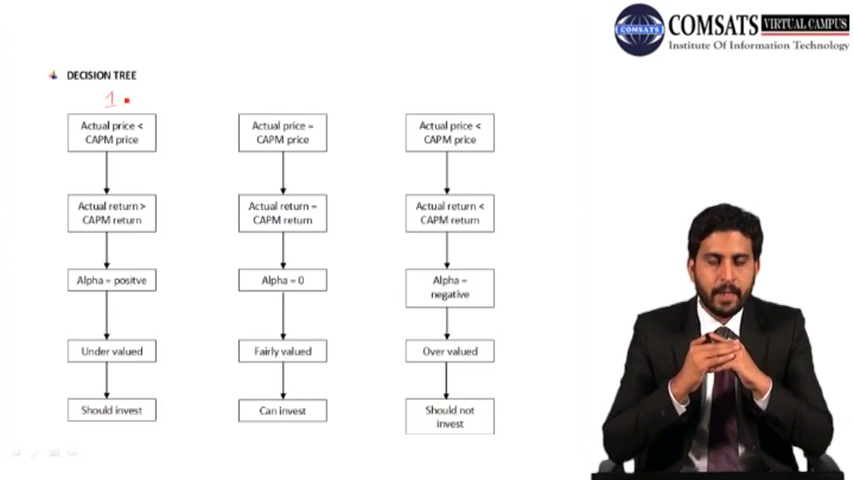 COMSATS
COMSATS VIRTUAL CAMPUS
Institute Of Information Technology
DECISION TREE
1.
Actual price <
CAPM price
Actual return >
CAPM return
Alpha = positve
Under valued
Should invest
Actual price =
CAPM price
Actual return =
CAPM return
Alpha = 0
Fairly valued
Can invest
Actual price <
CAPM price
Actual return <
CAPM return
Alpha =
negative
Over valued
Should not
invest